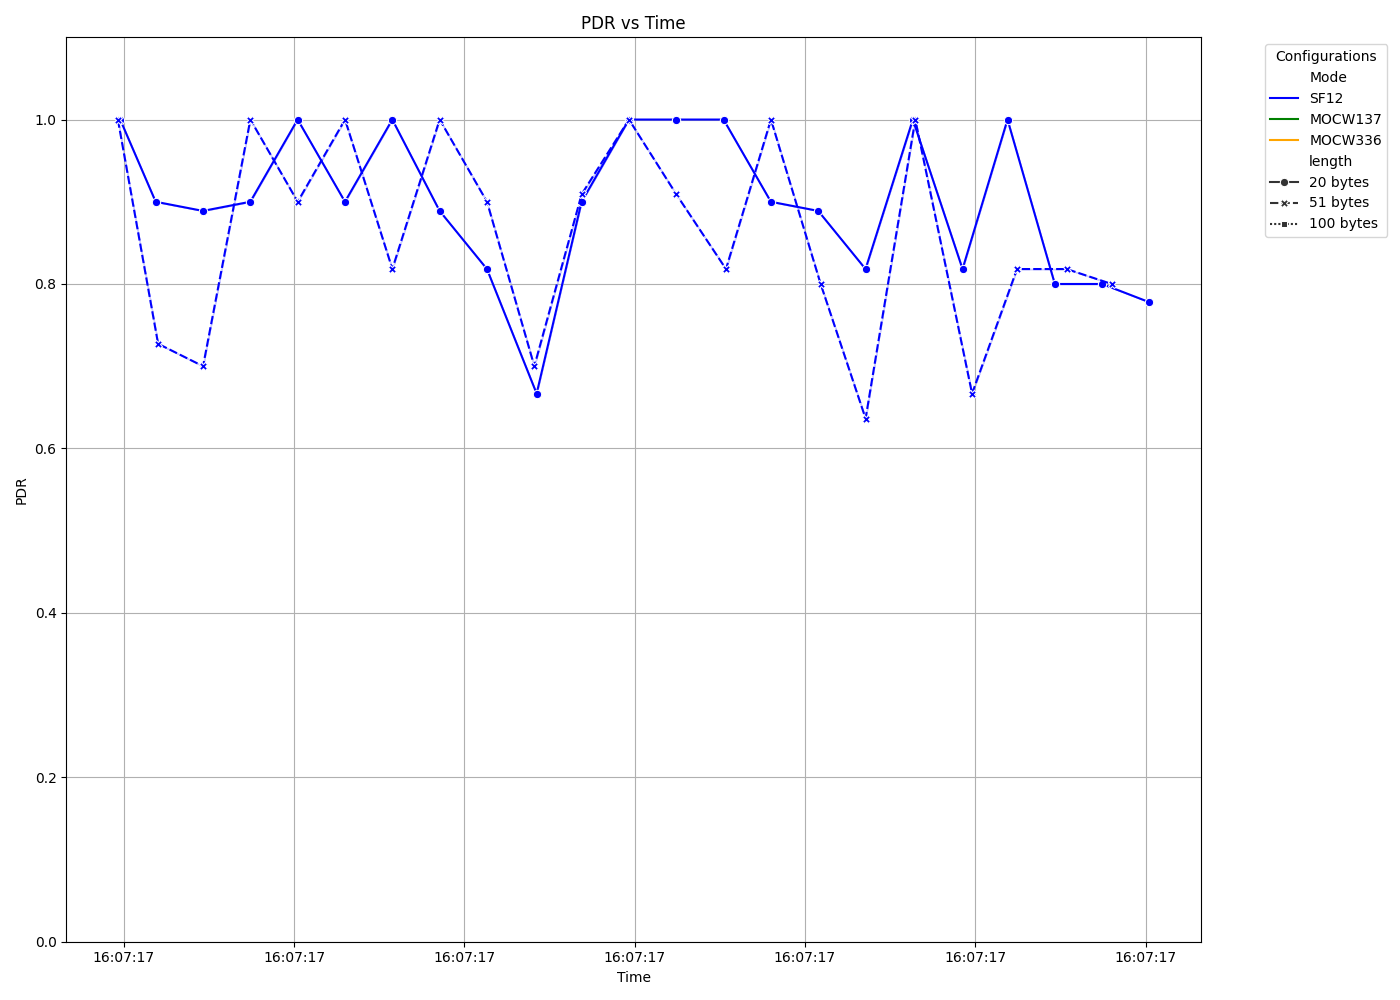 PDR vs Time
Configurations
Mode
SF12
MOCW137
MOCW336
length
20 bytes
51 bytes
100 bytes
1.0
0.8
0.6
0.4
0.2
0.0
PDR
16:07:17 16:07:17 16:07:17 16:07:17 16:07:17 16:07:17 16:07:17
Time